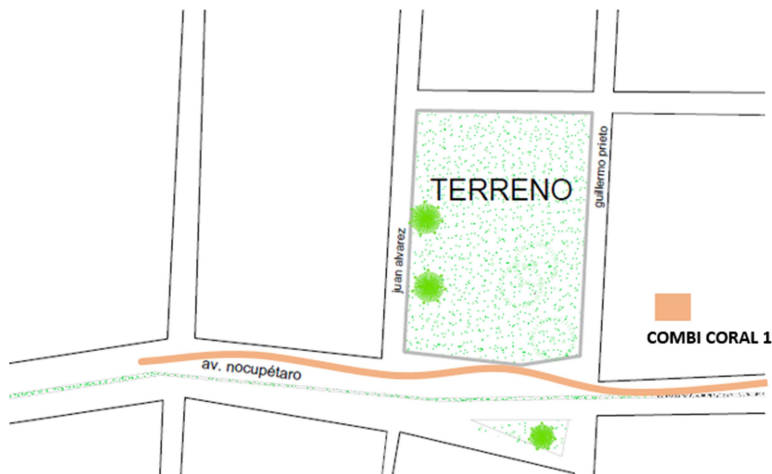 TERRENO
guillermo prieto
juan alvarez
COMBI CORAL 1
av. nocupétaro